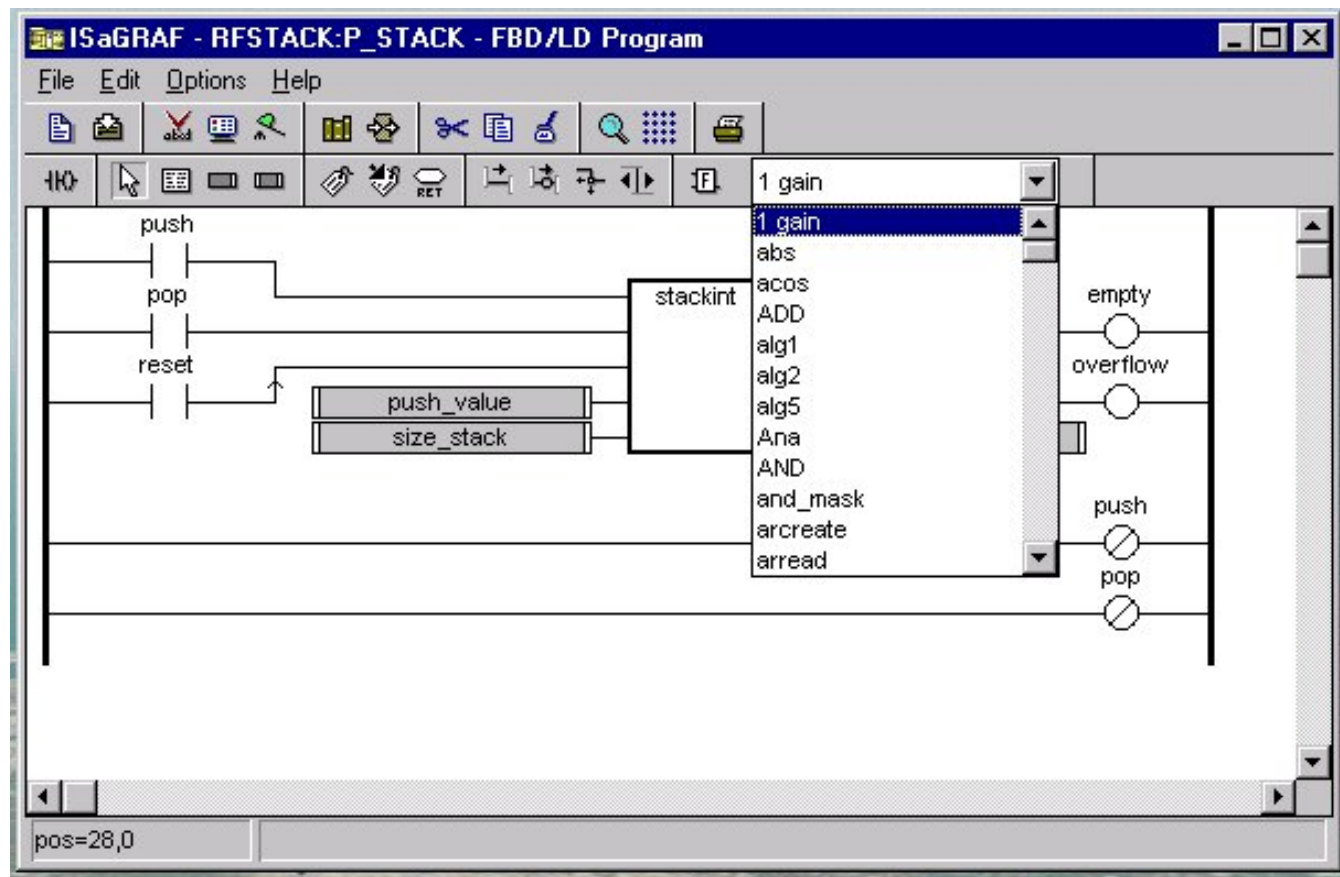 ISaGRAF - RFSTACK:P_STACK - FBD/LD Program
File Edit Options Help
abcd
RET
F
1 gain
1 gain
abs
acos
ADD
alg1
alg2
alg5
Ana
AND
and_mask
arcreate
arread
push
pop
reset
push_value
size_stack
stackint
empty
overflow
push
pop
pos=28,0